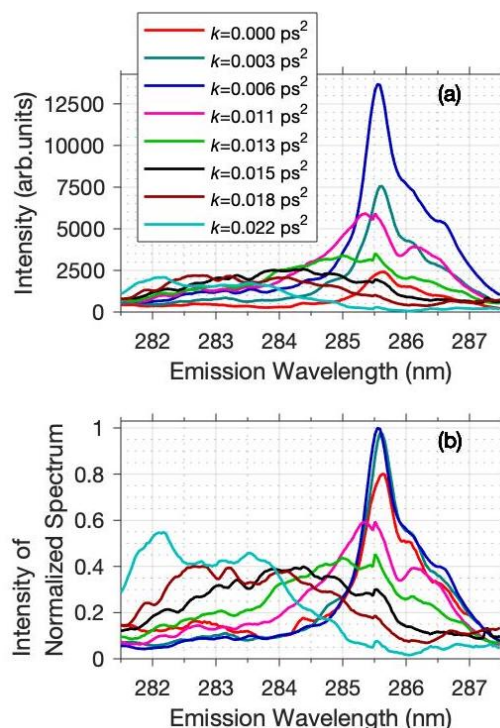 k=0.000 ps²
k=0.003 ps²
k=0.006 ps²
k=0.011 ps²
k=0.013 ps²
k=0.015 ps²
k=0.018 ps²
k=0.022 ps²
(a)
12500
10000
7500
5000
2500
0
Intensity (arb.units)
282 283 284 285 286 287
Emission Wavelength (nm)
(b)
1
0.8
0.6
0.4
0.2
0
Intensity of
Normalized Spectrum
282 283 284 285 286 287
Emission Wavelength (nm)